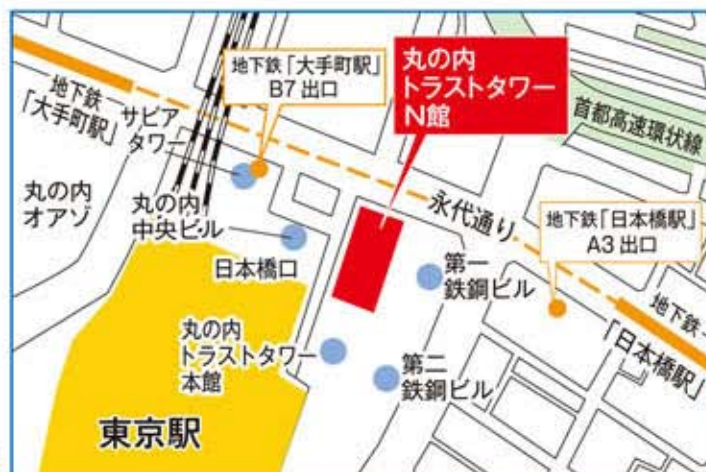 地下鉄
「大手町駅」
地下鉄「大手町駅」
B7出口
丸の内
トラストタワー
N館
首都高速環状線
サピア
タワー
丸の内
オアゾ
丸の内
中央ビル
永代通り
地下鉄「日本橋駅」
A3出口
日本橋口
第一
鉄鋼ビル
地下鉄
「日本橋駅」
丸の内
トラストタワー
本館
第二
鉄鋼ビル
東京駅